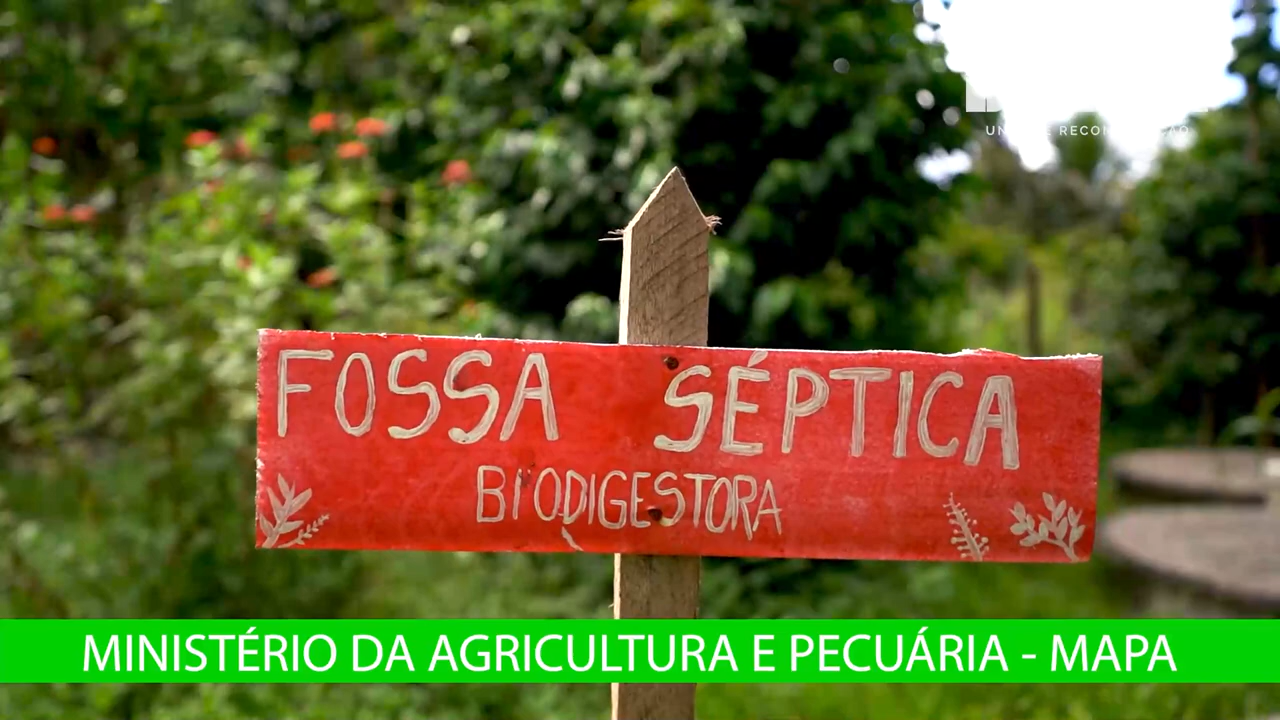 FOSSA SÉPTICA
BIODIGESTORA
MINISTÉRIO DA AGRICULTURA E PECUÁRIA - MAPA